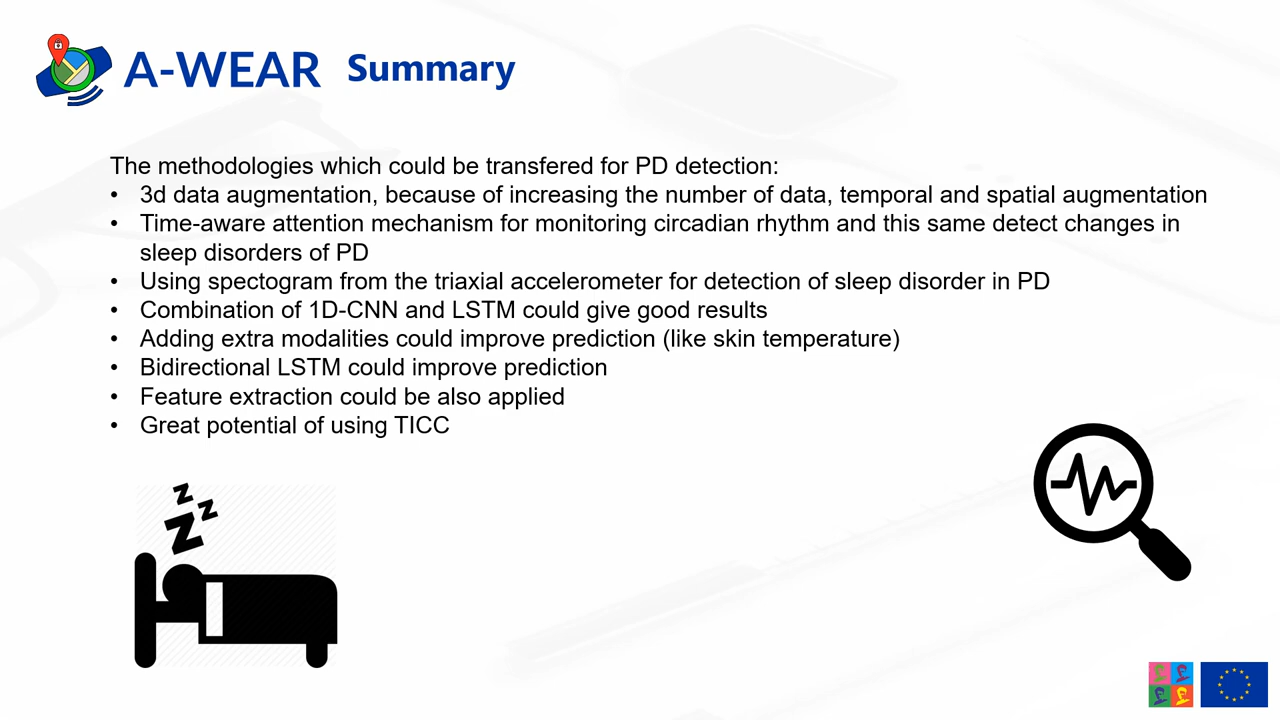 A-WEAR Summary
The methodologies which could be transfered for PD detection:
• 3d data augmentation, because of increasing the number of data, temporal and spatial augmentation
• Time-aware attention mechanism for monitoring circadian rhythm and this same detect changes in
sleep disorders of PD
• Using spectogram from the triaxial accelerometer for detection of sleep disorder in PD
• Combination of 1D-CNN and LSTM could give good results
• Adding extra modalities could improve prediction (like skin temperature)
• Bidirectional LSTM could improve prediction
• Feature extraction could be also applied
• Great potential of using TICC
z
z
z